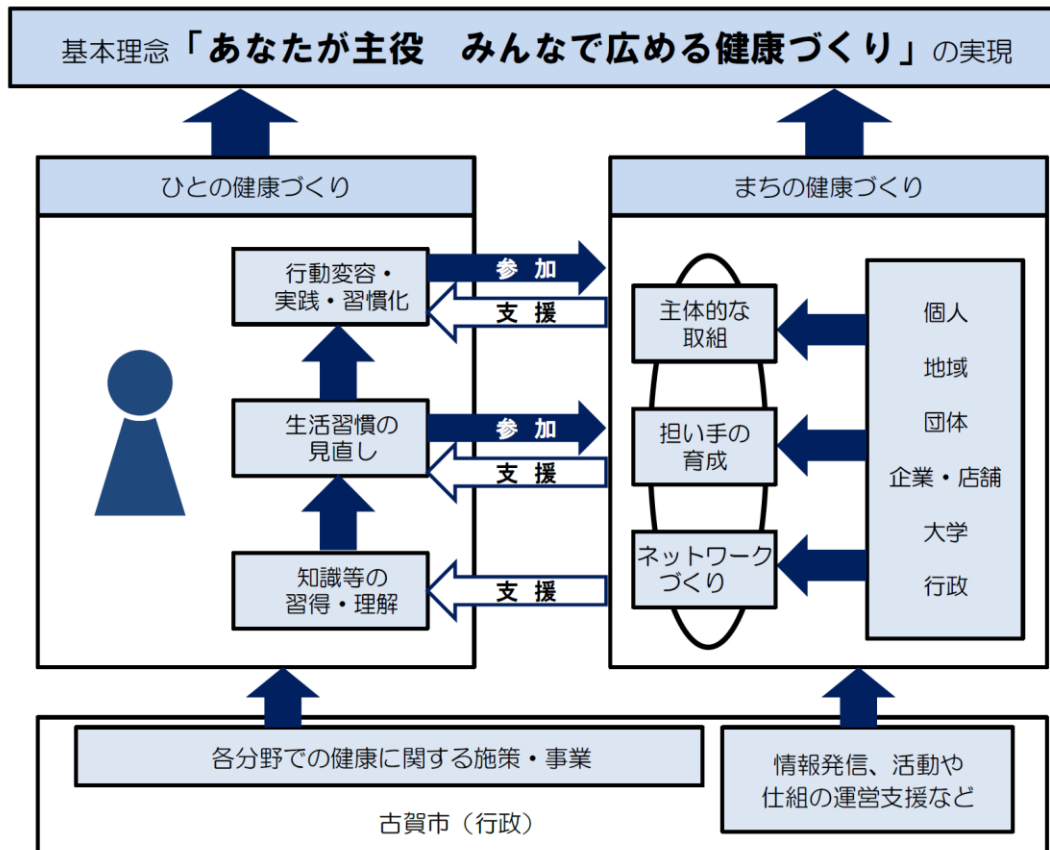 基本理念「あなたが主役　みんなで広める健康づくり」の実現
ひとの健康づくり
行動変容・
実践・習慣化
生活習慣の
見直し
知識等の
習得・理解
参加
支援
参加
支援
支援
まちの健康づくり
主体的な
取組
担い手の
育成
ネットワーク
づくり
個人
地域
団体
企業・店舗
大学
行政
各分野での健康に関する施策・事業
情報発信、活動や
仕組の運営支援など
古賀市（行政）